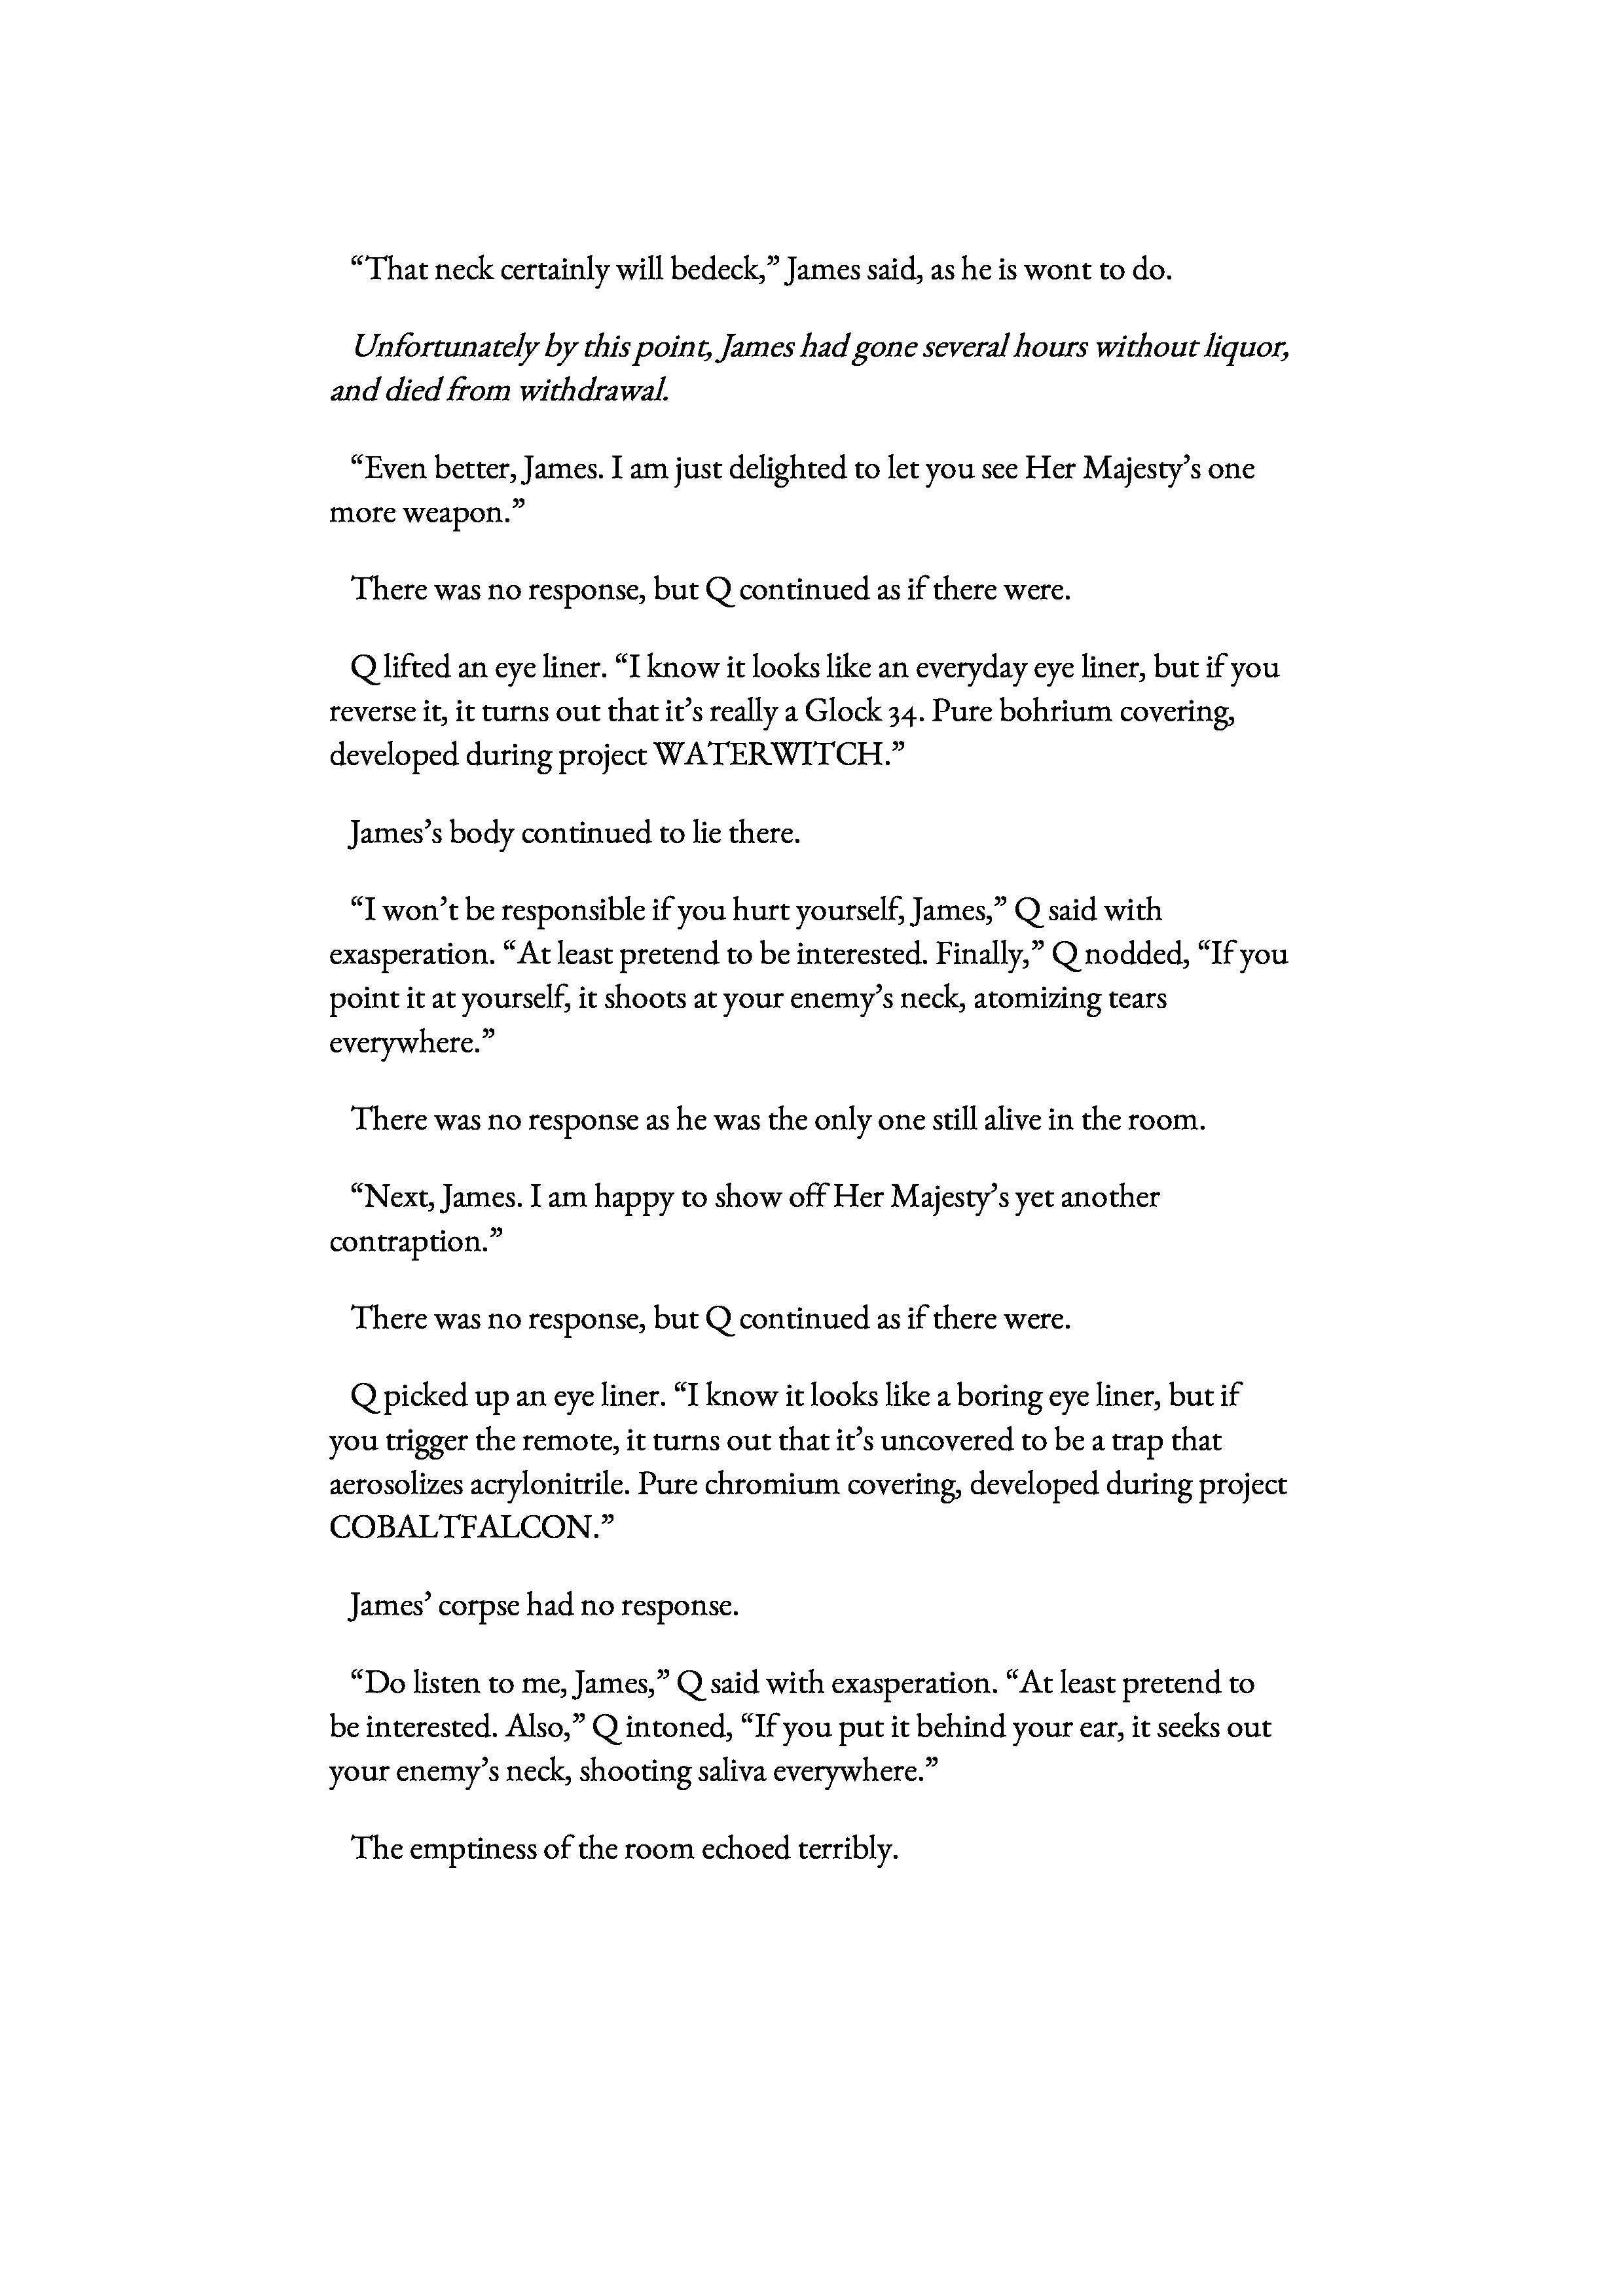 “That neck certainly will bedeck,” James said, as he is wont to do.
Unfortunately by this point, James had gone several hours without liquor,
and died from withdrawal.
“Even better, James. I am just delighted to let you see Her Majesty’s one
more weapon.”
There was no response, but Q continued as if there were.
Q lifted an eye liner. “I know it looks like an everyday eye liner, but if you
reverse it, it turns out that it’s really a Glock 34. Pure bohrium covering,
developed during project WATERWITCH.”
James’s body continued to lie there.
“I won’t be responsible if you hurt yourself, James,” Q said with
exasperation. “At least pretend to be interested. Finally,” Q nodded, “If you
point it at yourself, it shoots at your enemy’s neck, atomizing tears
everywhere.”
There was no response as he was the only one still alive in the room.
“Next, James. I am happy to show off Her Majesty’s yet another
contraption.”
There was no response, but Q continued as if there were.
Q picked up an eye liner. “I know it looks like a boring eye liner, but if
you trigger the remote, it turns out that it’s uncovered to be a trap that
aerosolizes acrylonitrile. Pure chromium covering, developed during project
COBALTFALCON.”
James’ corpse had no response.
“Do listen to me, James,” Q said with exasperation. “At least pretend to
be interested. Also,” Q intoned, “If you put it behind your ear, it seeks out
your enemy’s neck, shooting saliva everywhere.”
The emptiness of the room echoed terribly.